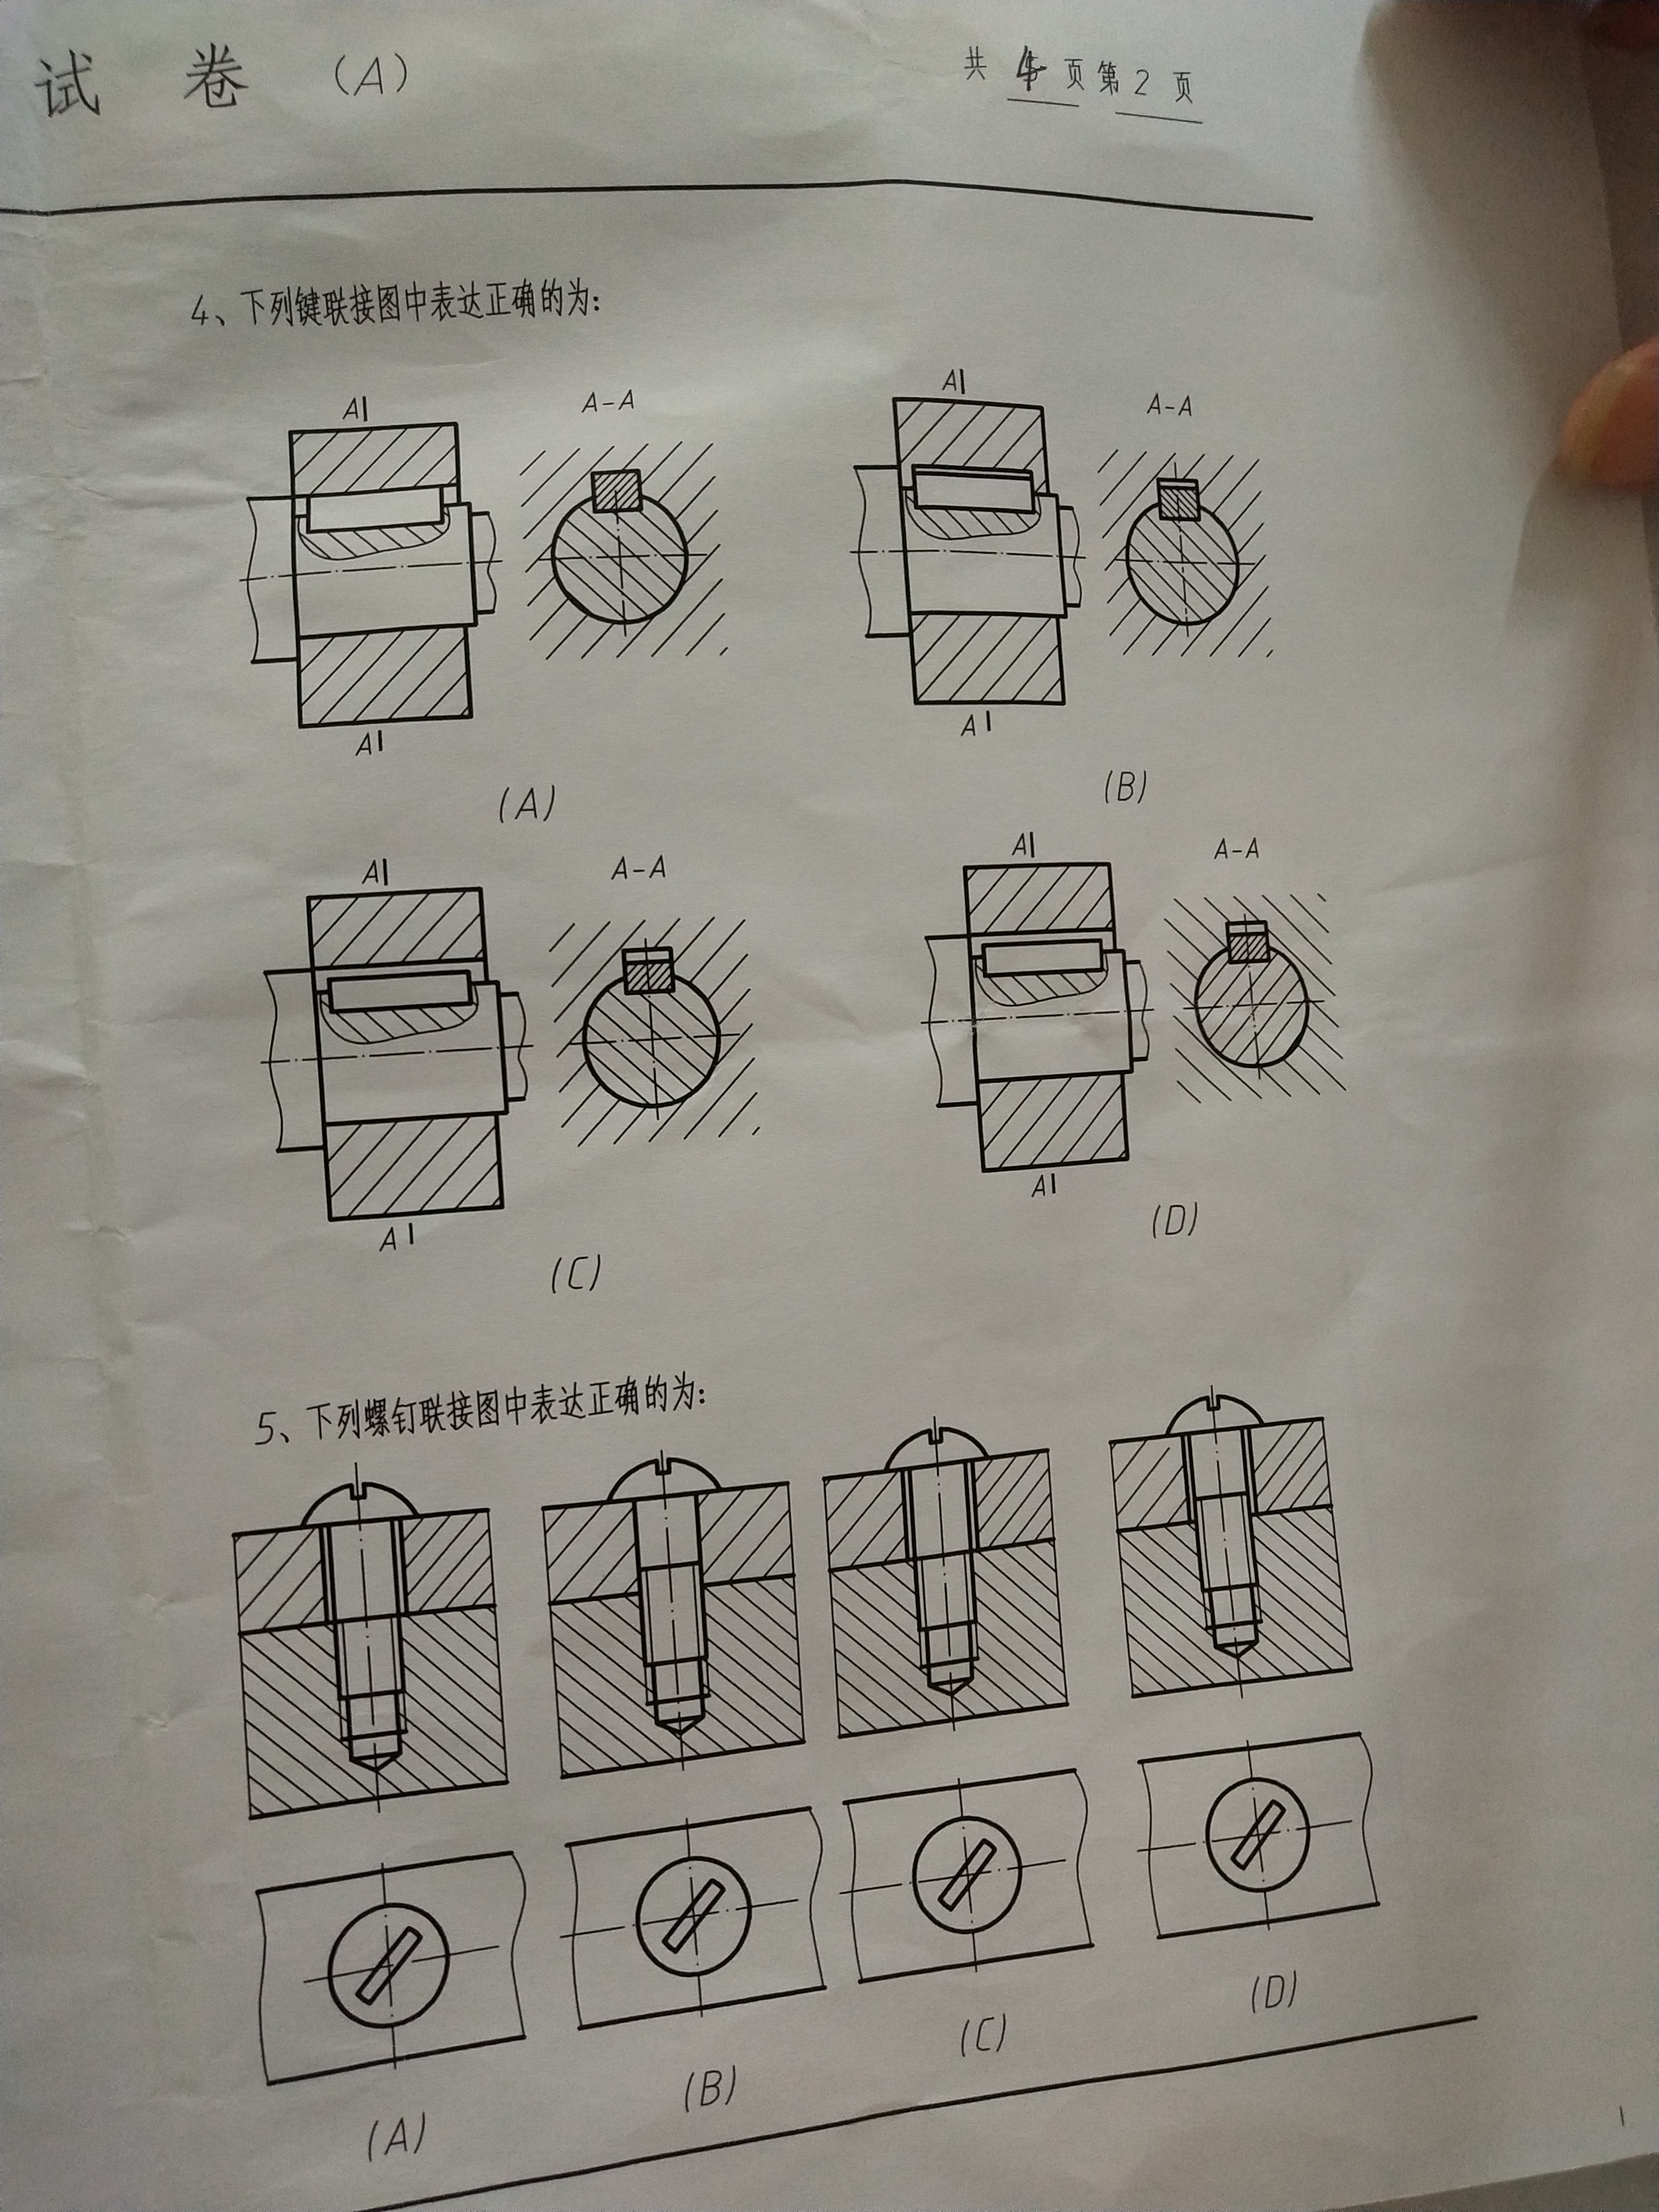 试 卷 (A)
共 4 页 第 2 页
4、下列键联接图中表达正确的为:
A A-A A A-A
A A
(A) (B)
A A-A A A-A
A A
(C) (D)
5、下列螺钉联接图中表达正确的为:
(A) (B) (C) (D)